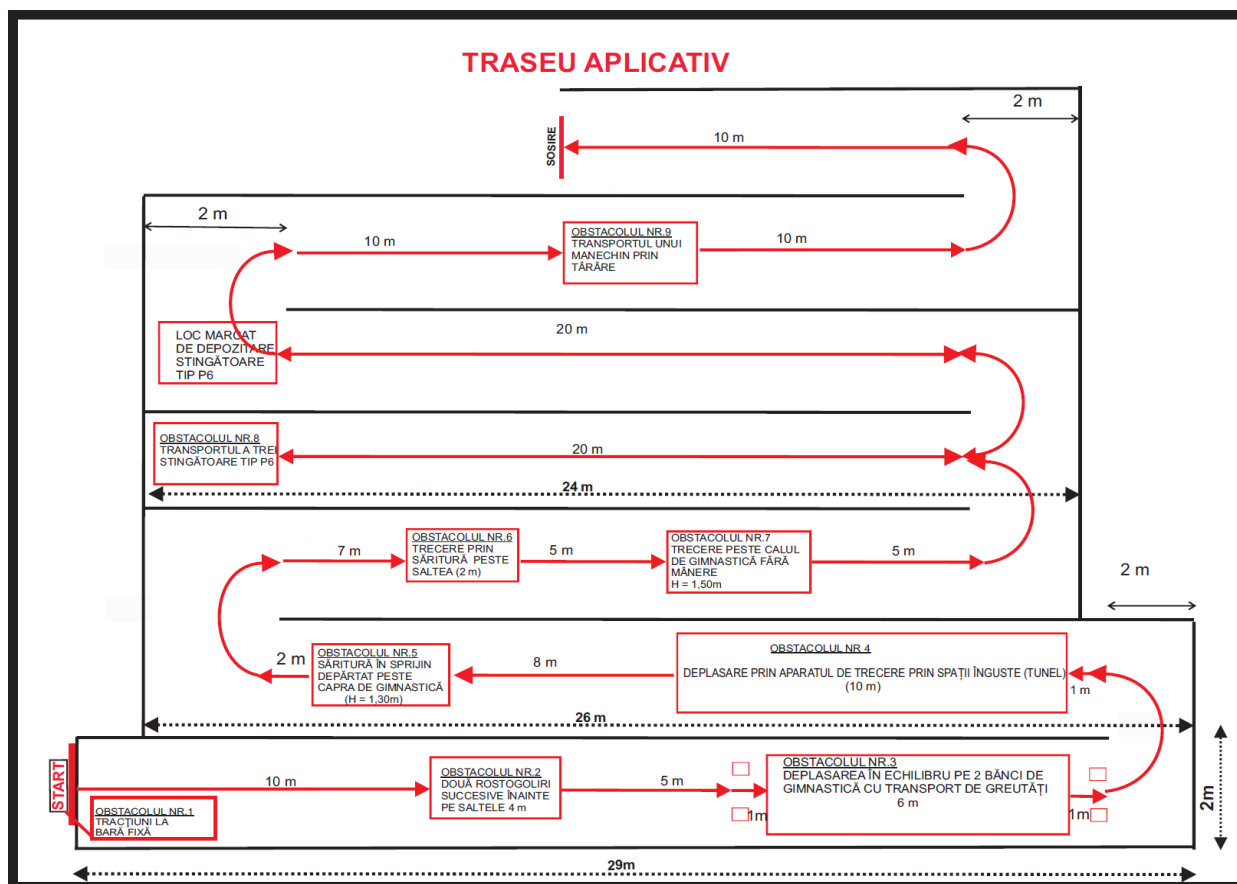 TRASEU APLICATIV
2 m
SOSIRE
10 m
2 m
10 m
OBSTACOLUL NR.9
TRANSPORTUL UNUI
MANECHIN PRIN
TÂRÂRE
10 m
LOC MARCAT
DE DEPOZITARE
STINGĂTOARE
TIP P6
20 m
OBSTACOLUL NR.8
TRANSPORTUL A TREI
STINGĂTOARE TIP P6
20 m
24 m
7 m
OBSTACOLUL NR.6
TRECERE PRIN
SĂRITURĂ PESTE
SALTEA (2 m)
5 m
OBSTACOLUL NR.7
TRECERE PESTE CALUL
DE GIMNASTICĂ FĂRĂ
MÂNERE
H = 1,50m
5 m
2 m
2 m
OBSTACOLUL NR.5
SĂRITURĂ ÎN SPRIJIN
DEPĂRTAT PESTE
CAPRA DE GIMNASTICĂ
(H = 1,30m)
8 m
OBSTACOLUL NR 4
DEPLASARE PRIN APARATUL DE TRECERE PRIN SPAȚII ÎNGUSTE (TUNEL)
(10 m)
1 m
26 m
START
OBSTACOLUL NR.1
TRACȚIUNI LA
BARĂ FIXĂ
10 m
OBSTACOLUL NR.2
DOUĂ ROSTOGOLIRI
SUCCESIVE ÎNAINTE
PE SALTELE 4 m
5 m
1m
OBSTACOLUL NR.3
DEPLASAREA ÎN ECHILIBRU PE 2 BĂNCI DE
GIMNASTICĂ CU TRANSPORT DE GREUTĂȚI
6 m
1m
2m
29m